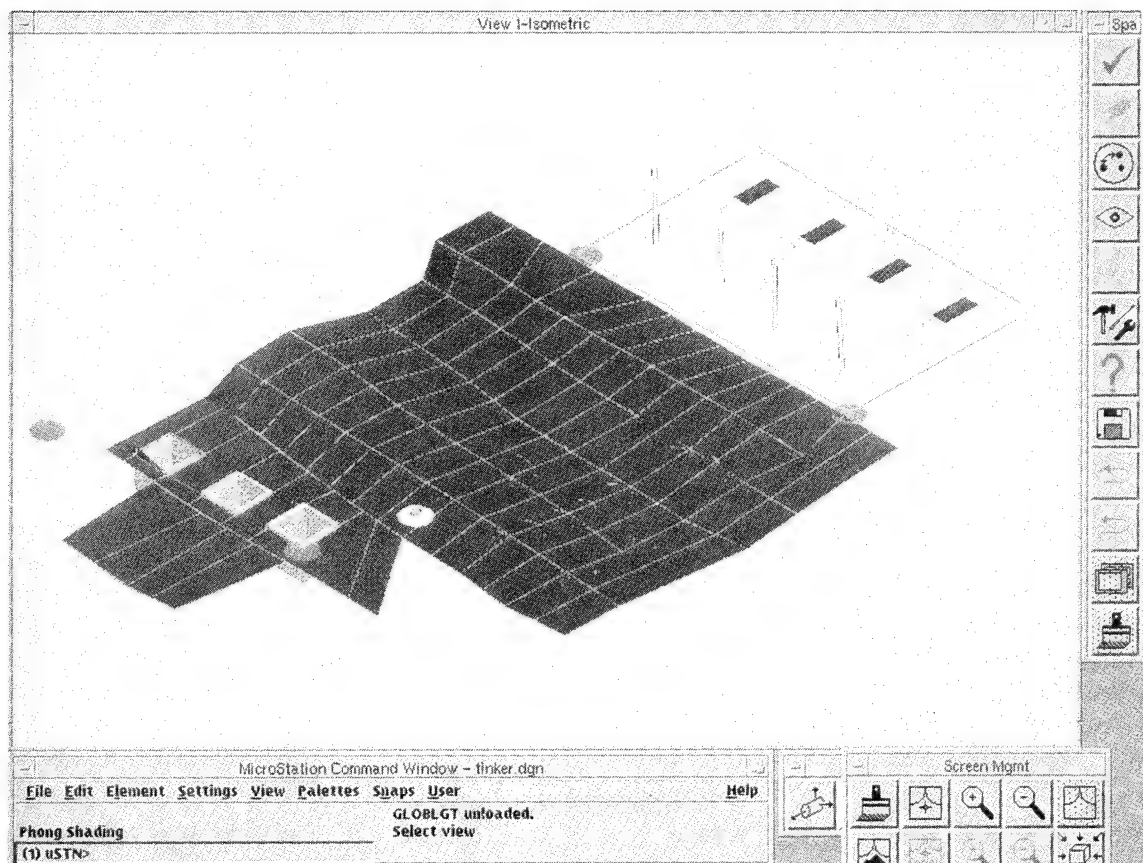 View 1-Isometric
Spa
MicroStation Command Window - tinker.dgn
File Edit Element Settings View Palettes Snaps User Help
GLOBLGT unloaded.
Phong Shading Select view
(1) uSTN>
Screen Mgmt